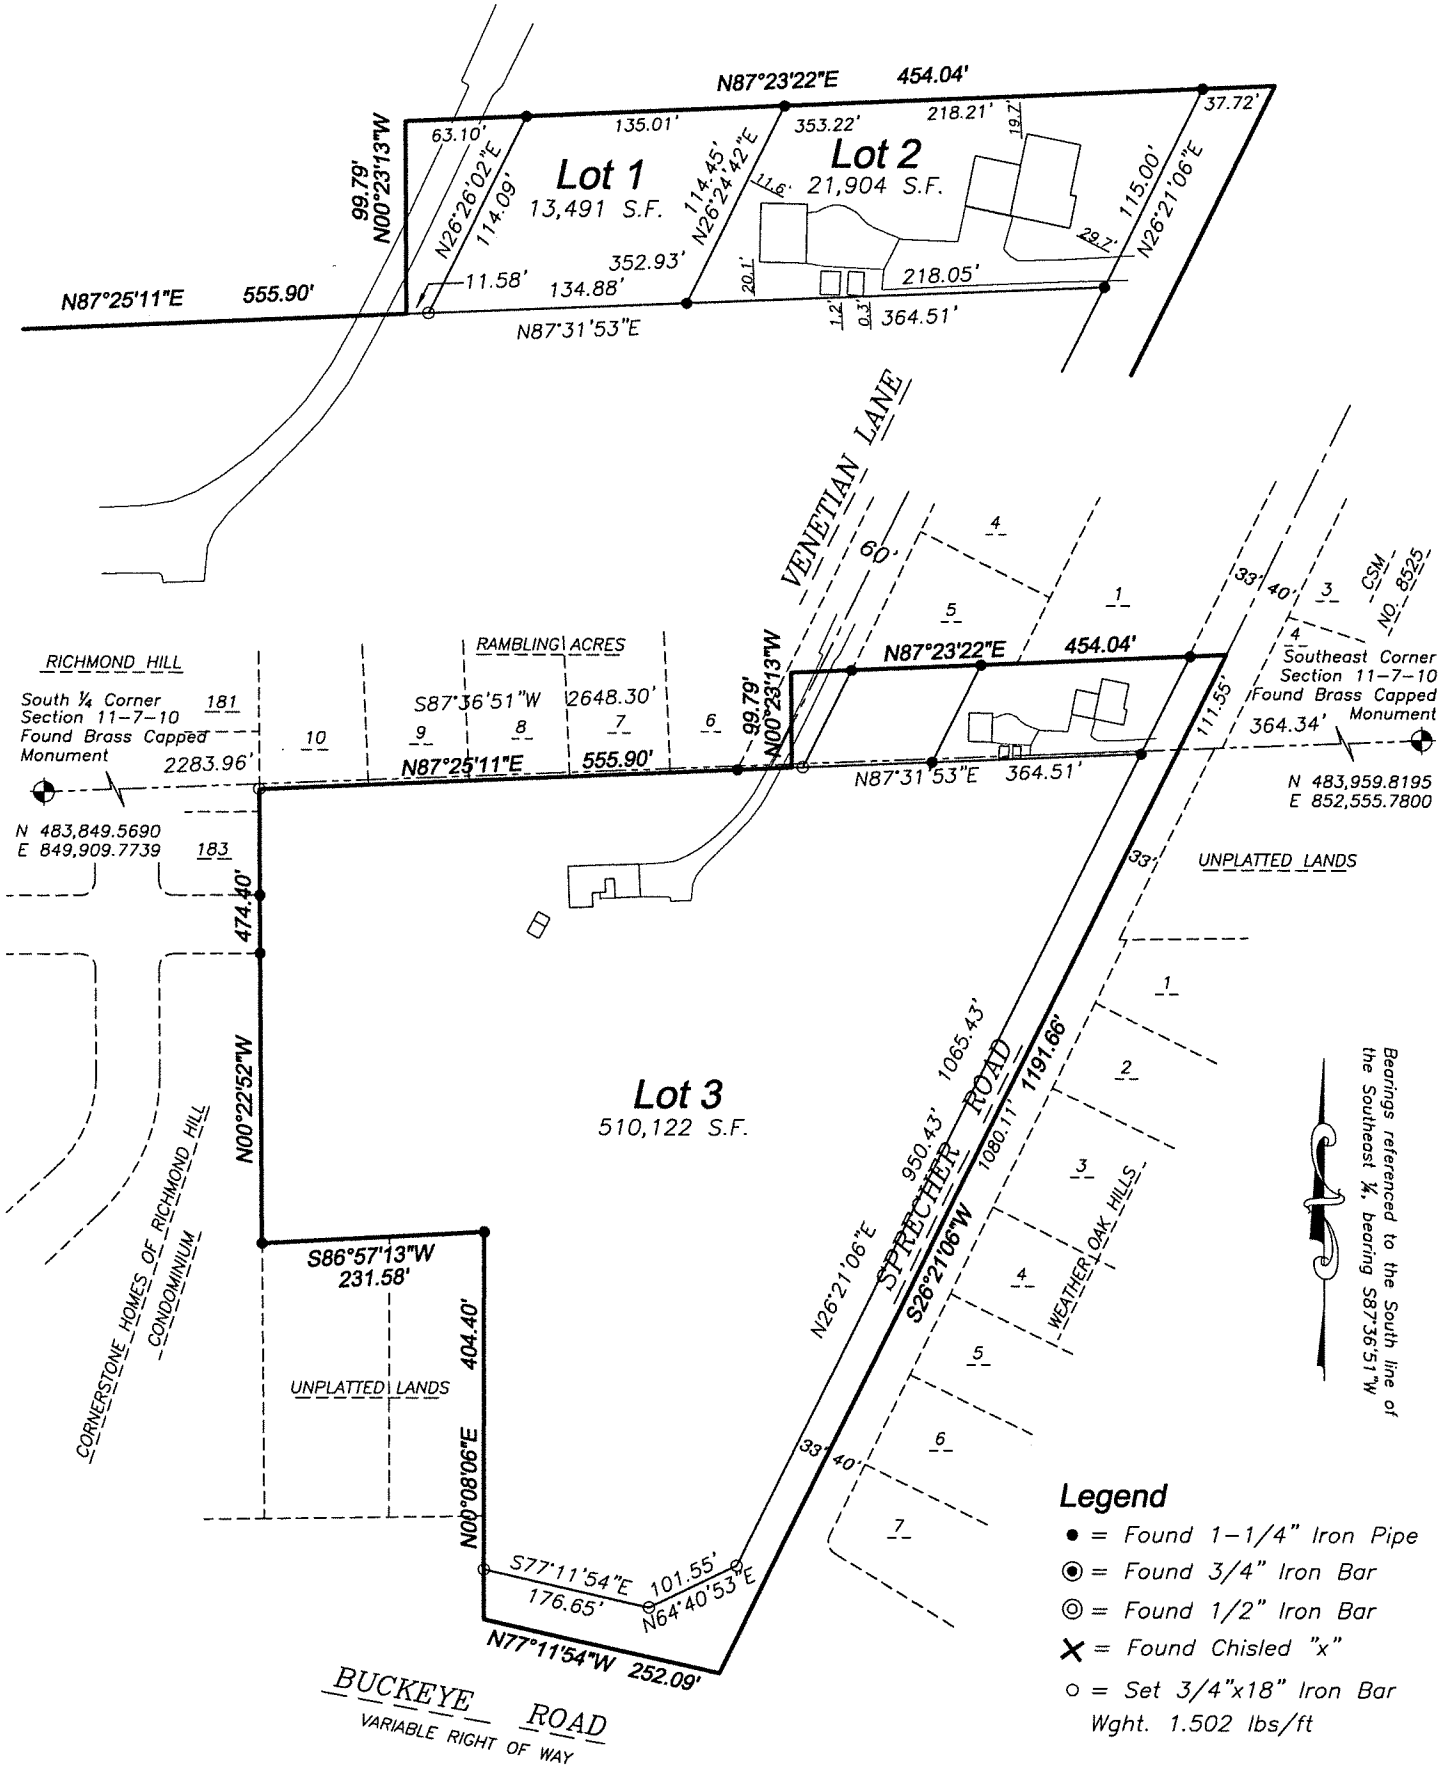 N87°23'22"E 454.04'
63.10'
135.01'
353.22'
218.21'
19.7'
37.72'
99.79'
N00°23'13"W
N26°26'02"E
114.09'
Lot 1
13,491 S.F.
114.45'
N26°24'42"E
11.6'
Lot 2
21,904 S.F.
115.00'
N26°21'06"E
29.7'
20.1'
352.93'
218.05'
11.58'
134.88'
N87°25'11"E 555.90'
N87°31'53"E
1.2'
0.3'
364.51'
VENETIAN LANE
60'
4
5
1
33'
40'
3
CSM
NO. 8525
4
RICHMOND HILL
RAMBLING ACRES
N87°23'22"E 454.04'
Southeast Corner
Section 11-7-10
Found Brass Capped
Monument
South ¼ Corner
Section 11-7-10
Found Brass Capped
Monument
181
S87°36'51"W 2648.30'
99.79'
N00°23'13"W
111.55'
364.34'
10
9
8
7
6
2283.96'
N87°25'11"E 555.90'
N87°31'53"E 364.51'
N 483,959.8195
E 852,555.7800
N 483,849.5690
E 849,909.7739
183
33'
UNPLATTED LANDS
474.40'
N00°22'52"W
1
2
3
4
5
6
7
1065.43'
950.43'
N26°21'06"E
SPRECHER ROAD
1191.66'
1080.11'
S26°21'06"W
WEATHER OAK HILLS
Lot 3
510,122 S.F.
Bearings referenced to the South line of
the Southeast ¼, bearing S87°36'51"W
CORNERSTONE HOMES OF RICHMOND HILL
CONDOMINIUM
S86°57'13"W
231.58'
UNPLATTED LANDS
404.40'
N00°08'06"E
33'
40'
S77°11'54"E
176.65'
101.55'
N64°40'53"E
N77°11'54"W 252.09'
BUCKEYE ROAD
VARIABLE RIGHT OF WAY
Legend
= Found 1-1/4" Iron Pipe
= Found 3/4" Iron Bar
= Found 1/2" Iron Bar
= Found Chisled "x"
= Set 3/4"x18" Iron Bar
Wght. 1.502 lbs/ft